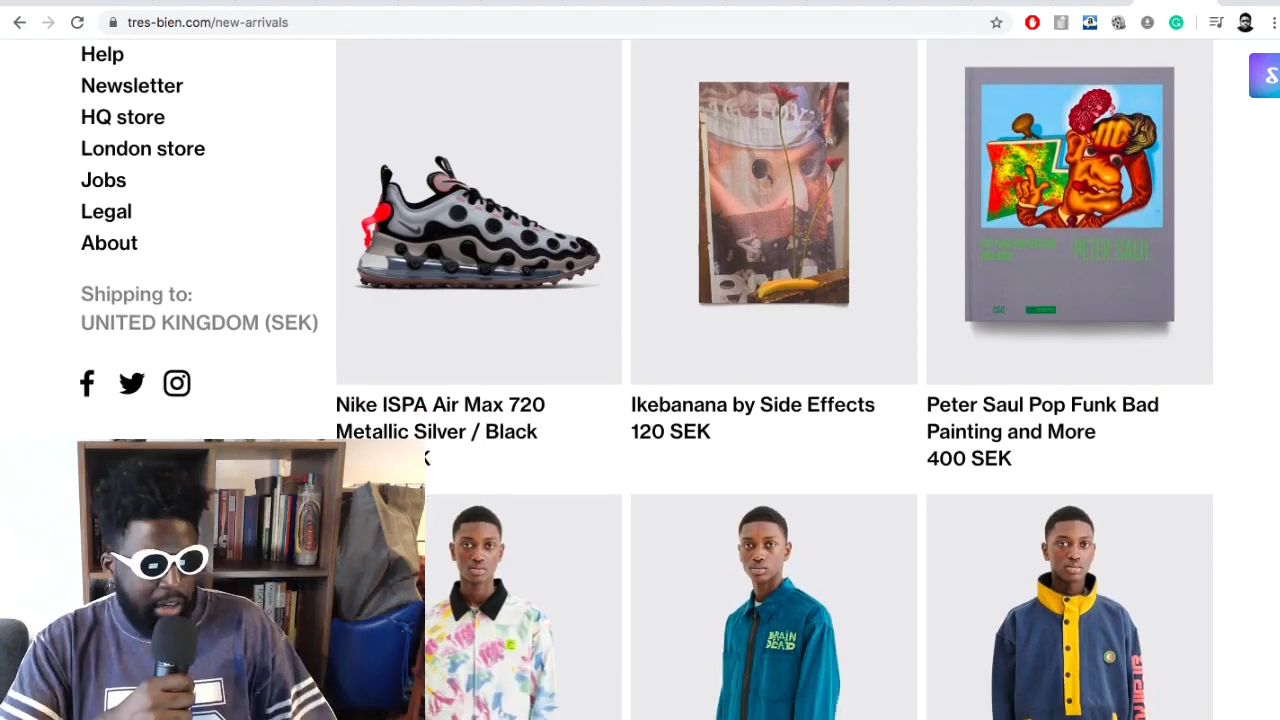 tres-bien.com/new-arrivals
Help
Newsletter
HQ store
London store
Jobs
Legal
About
Shipping to:
UNITED KINGDOM (SEK)
Nike ISPA Air Max 720
Metallic Silver / Black
K
Ikebanana by Side Effects
120 SEK
PETER SAUL
Peter Saul Pop Funk Bad
Painting and More
400 SEK
BRAIN
DEAD